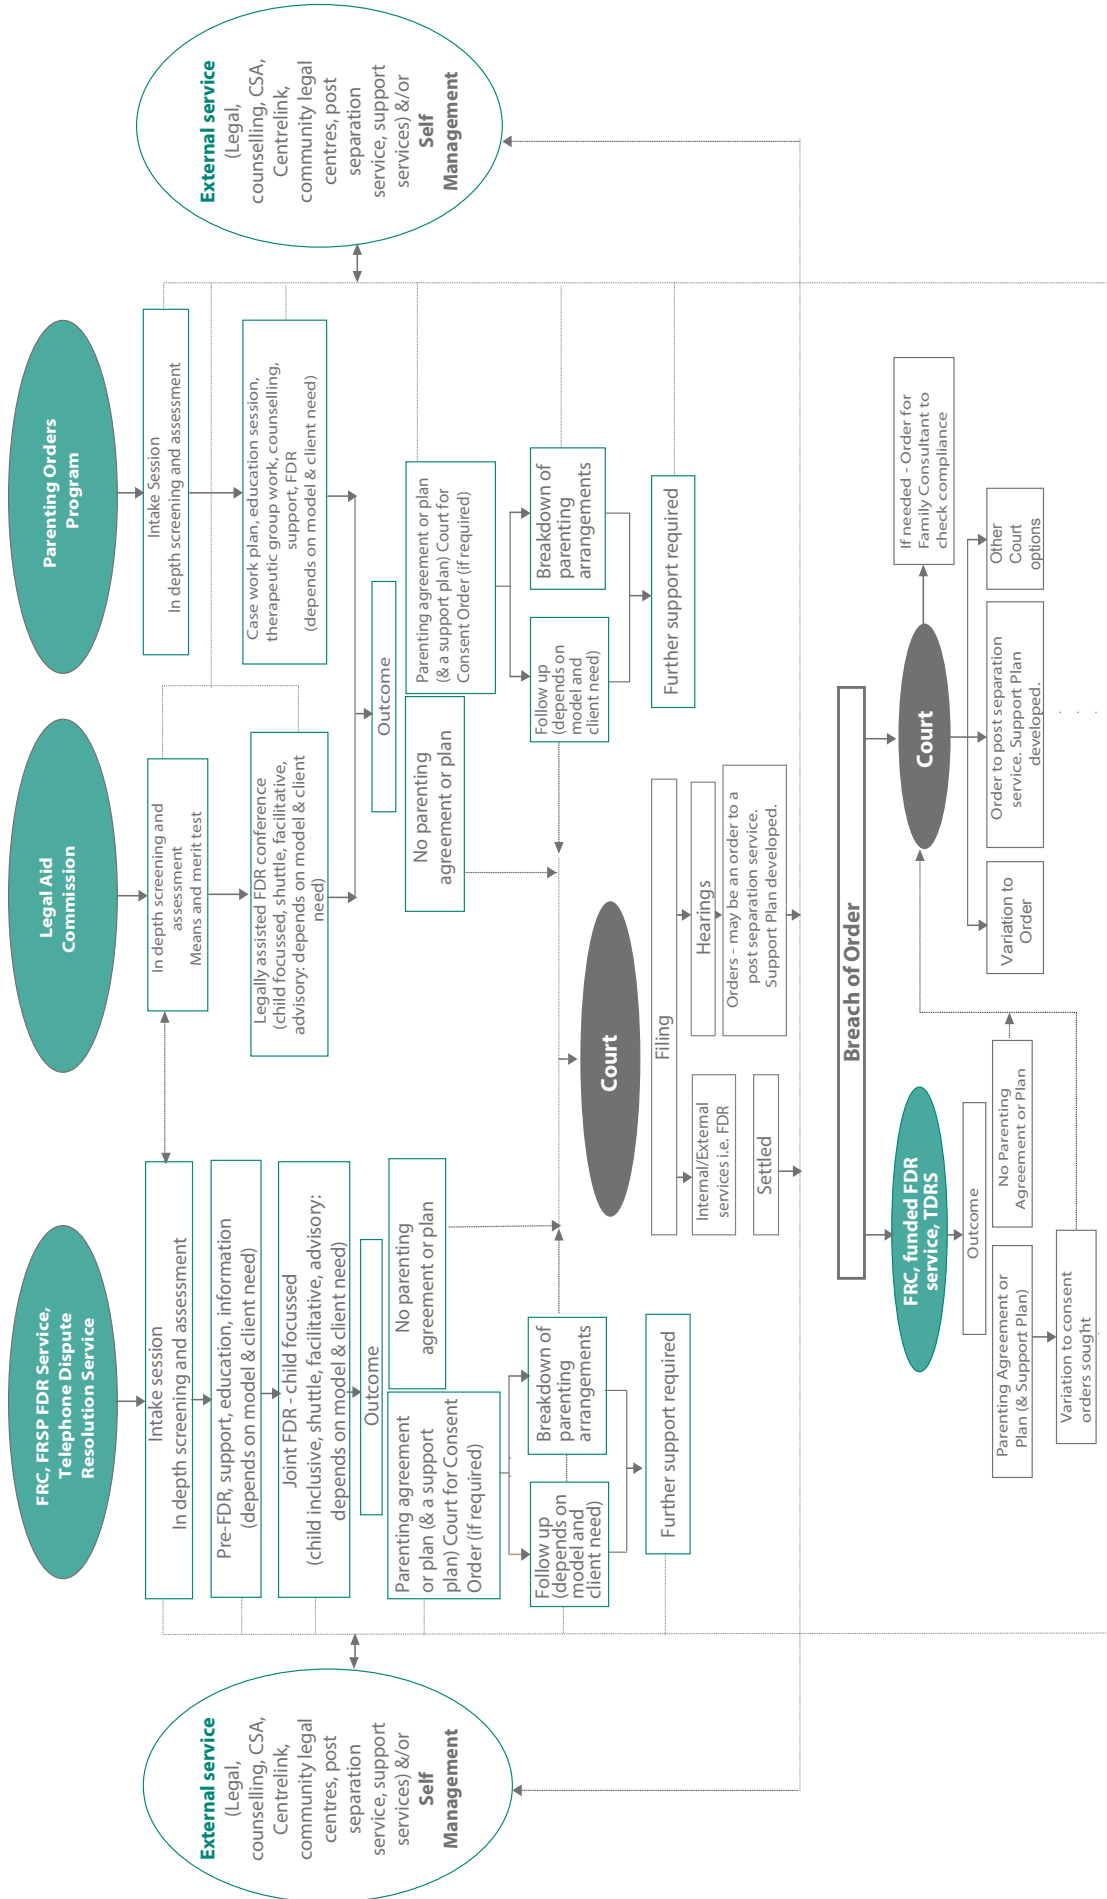 FRC, FRSP FDR Service,
Telephone Dispute
Resolution Service
Legal Aid
Commission
Parenting Orders
Program
External service
(Legal,
counselling, CSA,
Centrelink,
community legal
centres, post
separation
service, support
services) &/or
Self
Management
Intake session
In depth screening and assessment
Pre-FDR, support, education, information
(depends on model & client need)
Joint FDR - child focussed
(child inclusive, shuttle, facilitative, advisory:
depends on model & client need)
Outcome
Parenting agreement
or plan (& a support
plan) Court for Consent
Order (if required)
No parenting
agreement or plan
Follow up
(depends on
model and
client need)
Breakdown of
parenting
arrangements
Further support required
In depth screening and
assessment
Means and merit test
Legally assisted FDR conference
(child focussed, shuttle, facilitative,
advisory: depends on model & client
need)
Intake Session
In depth screening and assessment
Case work plan, education session,
therapeutic group work, counselling,
support, FDR
(depends on model & client need)
Outcome
No parenting
agreement or plan
Parenting agreement or plan
(& a support plan) Court for
Consent Order (if required)
Follow up
(depends on
model and
client need)
Breakdown of
parenting
arrangements
Further support required
External service
(Legal,
counselling, CSA,
Centrelink,
community legal
centres, post
separation
service, support
services) &/or
Self
Management
Court
Filing
Internal/External
services i.e. FDR
Settled
Hearings
Orders - may be an order to a
post separation service.
Support Plan developed.
Breach of Order
FRC, funded FDR
service, TDRS
Outcome
Parenting Agreement or
Plan (& Support Plan)
No Parenting
Agreement or Plan
Variation to consent
orders sought
Court
If needed - Order for
Family Consultant to
check compliance
Variation to
Order
Order to post separation
service. Support Plan
developed.
Other
Court
options